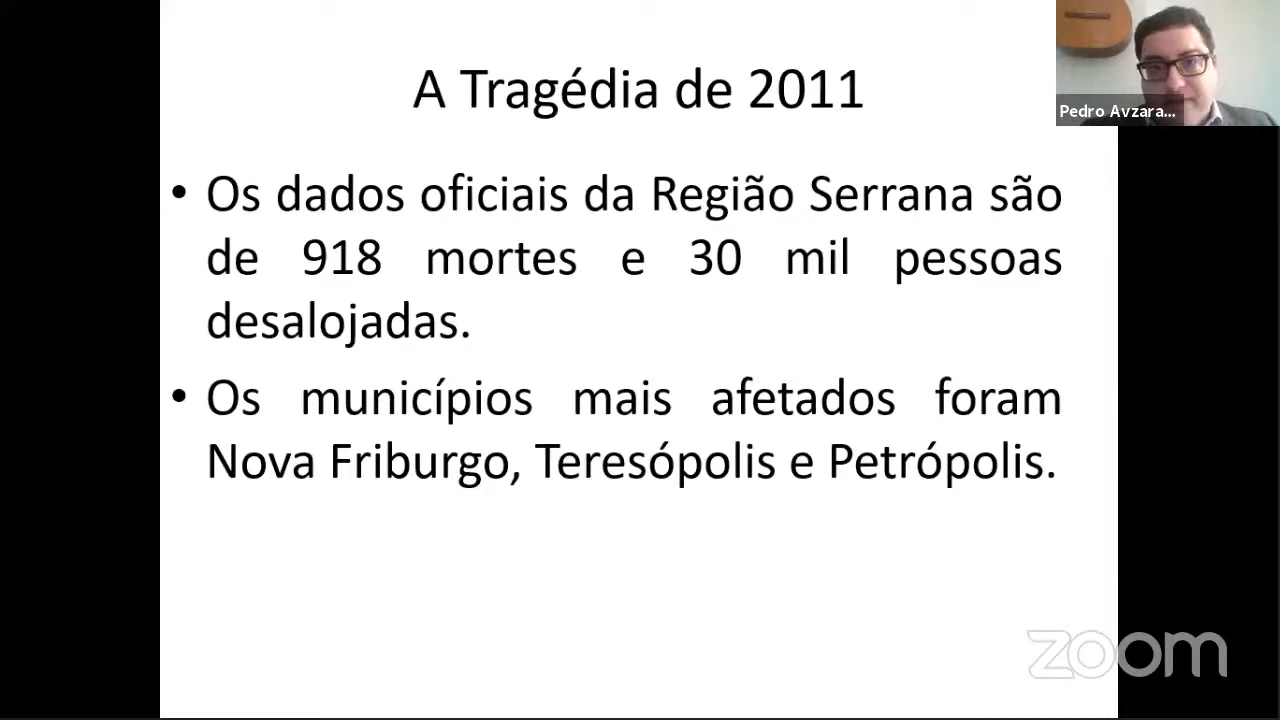 A Tragédia de 2011
Pedro Avzara...
• Os dados oficiais da Região Serrana são
de 918 mortes e 30 mil pessoas
desalojadas.
• Os municípios mais afetados foram
Nova Friburgo, Teresópolis e Petrópolis.
zoom